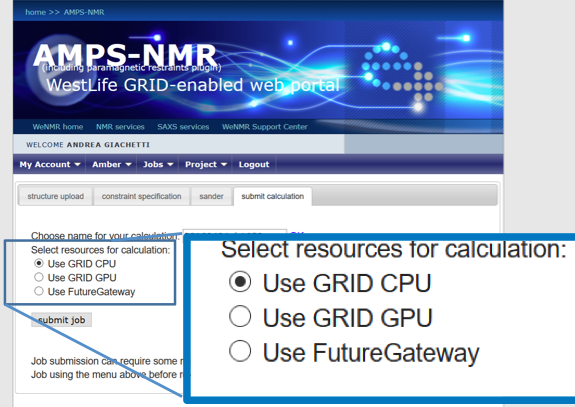 home >> AMPS-NMR
AMPS-NMR
(including paramagnetic restraints plugin)
WestLife GRID-enabled web portal
WeNMR home NMR services SAXS services WeNMR Support Center
WELCOME ANDREA GIACHETTI
My Account Amber Jobs Project Logout
structure upload constraint specification sander submit calculation
Choose name for your calculation:
Select resources for calculation:
Use GRID CPU
Use GRID GPU
Use FutureGateway
submit job
Job submission can require some
Job using the menu above before
Select resources for calculation:
Use GRID CPU
Use GRID GPU
Use FutureGateway